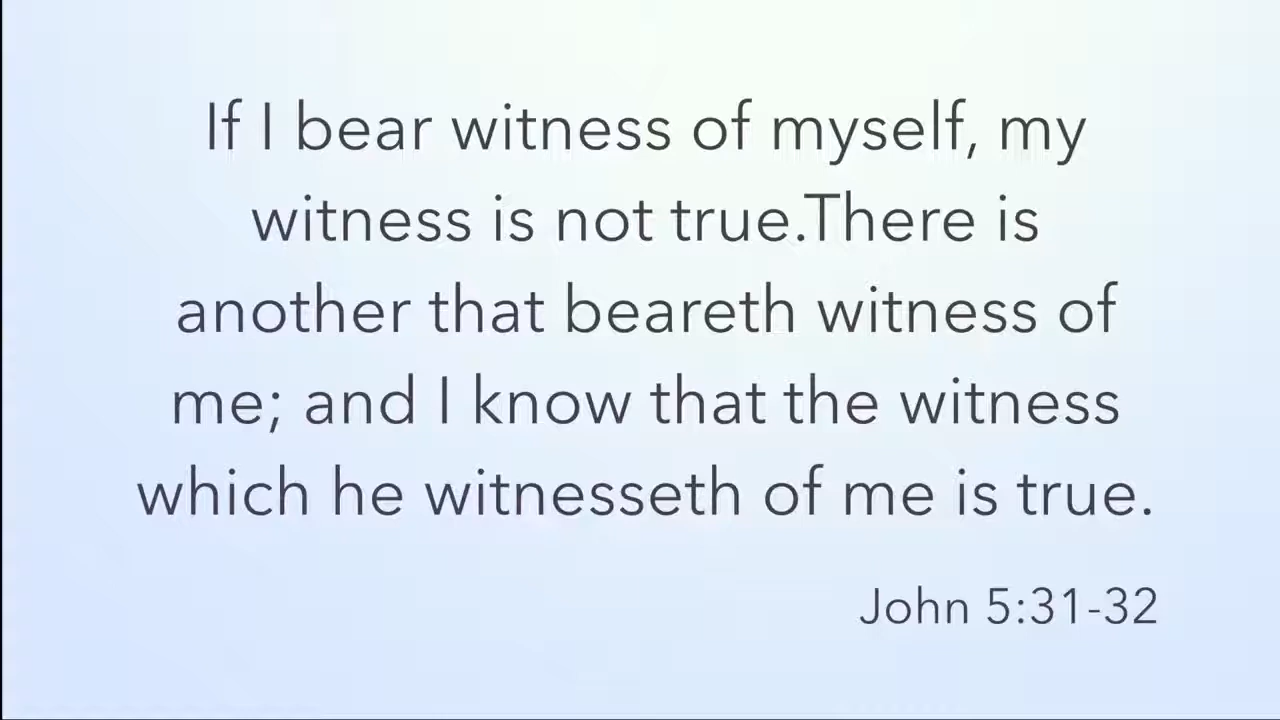 If I bear witness of myself, my
witness is not true.There is
another that beareth witness of
me; and I know that the witness
which he witnesseth of me is true.
John 5:31-32